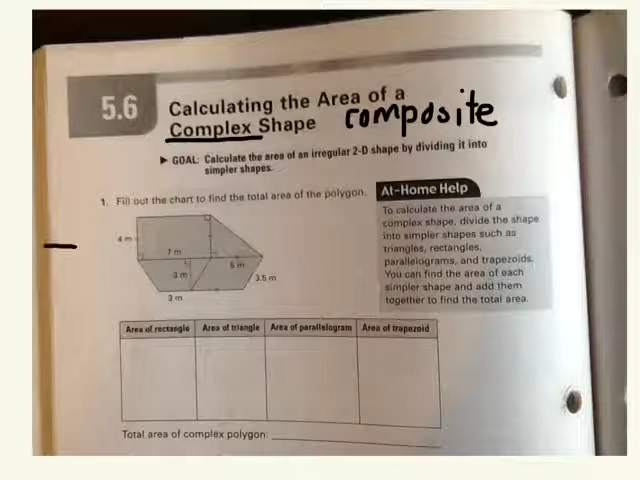 5.6
Calculating the Area of a
Complex Shape composite
▶ GOAL: Calculate the area of an irregular 2-D shape by dividing it into
simpler shapes.
1. Fill out the chart to find the total area of the polygon.
4 m
7 m
3 m
5 m
3.5 m
3 m
At-Home Help
To calculate the area of a
complex shape, divide the shape
into simpler shapes such as
triangles, rectangles,
parallelograms, and trapezoids.
You can find the area of each
simpler shape and add them
together to find the total area.
Area of rectangle Area of triangle Area of parallelogram Area of trapezoid
Total area of complex polygon: